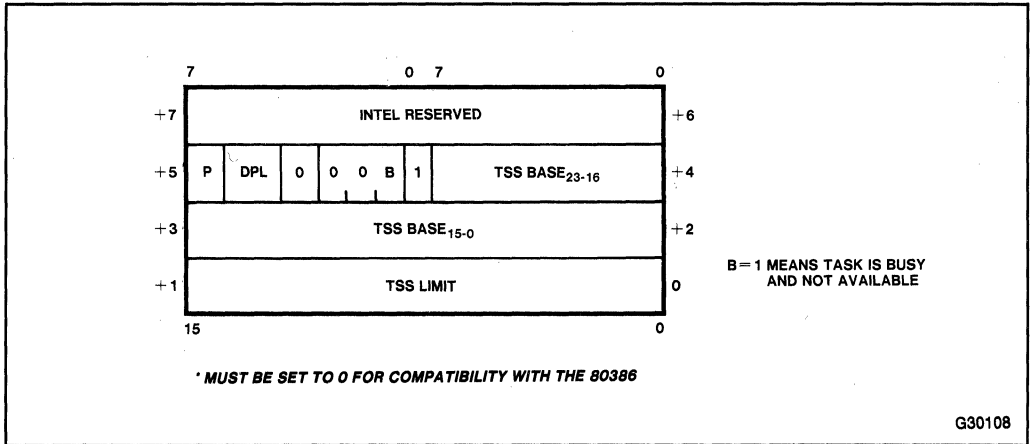 7 0 7 0
+7 INTEL RESERVED +6
+5 P DPL 0 0 0 B 1 TSS BASE23-16 +4
+3 TSS BASE15-0 +2
+1 TSS LIMIT 0
15 0
B=1 MEANS TASK IS BUSY
AND NOT AVAILABLE
* MUST BE SET TO 0 FOR COMPATIBILITY WITH THE 80386
G30108